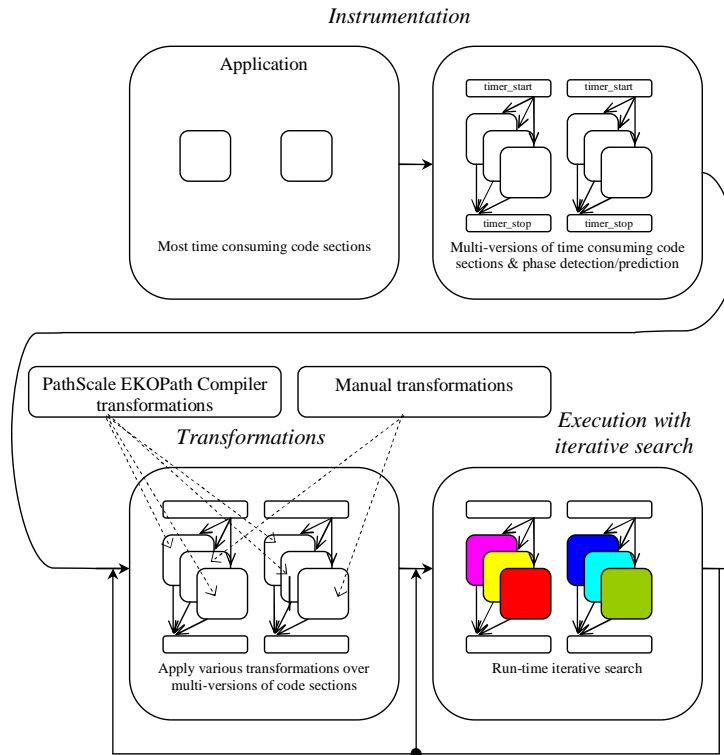 Instrumentation
Application
Most time consuming code sections
timer_start
timer_start
timer_stop
timer_stop
Multi-versions of time consuming code
sections & phase detection/prediction
PathScale EKOPath Compiler
transformations
Manual transformations
Transformations
Execution with
iterative search
Apply various transformations over
multi-versions of code sections
Run-time iterative search